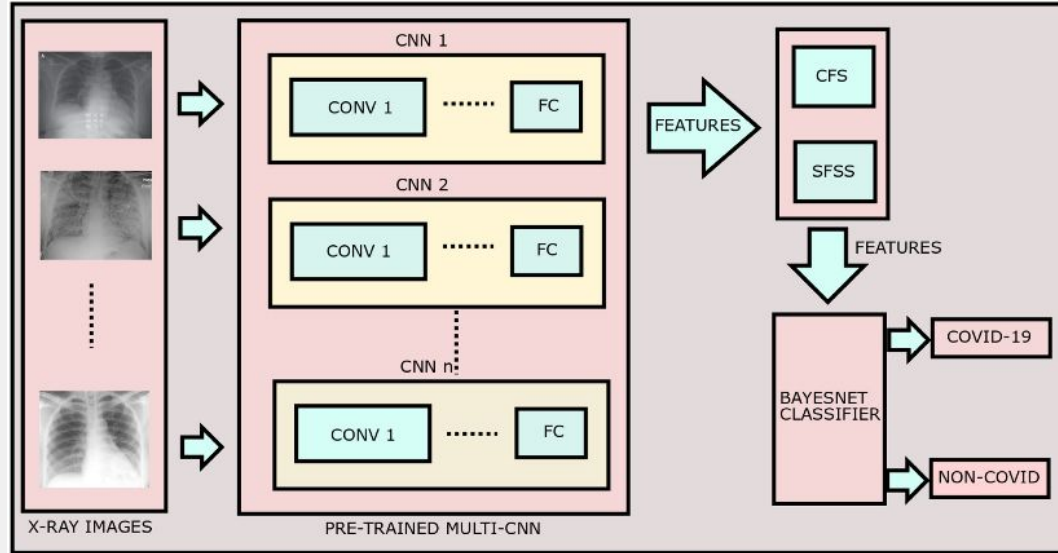 CNN 1
CONV 1
FC
CNN 2
CONV 1
FC
CNN n
CONV 1
FC
X-RAY IMAGES
PRE-TRAINED MULTI-CNN
FEATURES
CFS
SFSS
FEATURES
BAYESNET
CLASSIFIER
COVID-19
NON-COVID